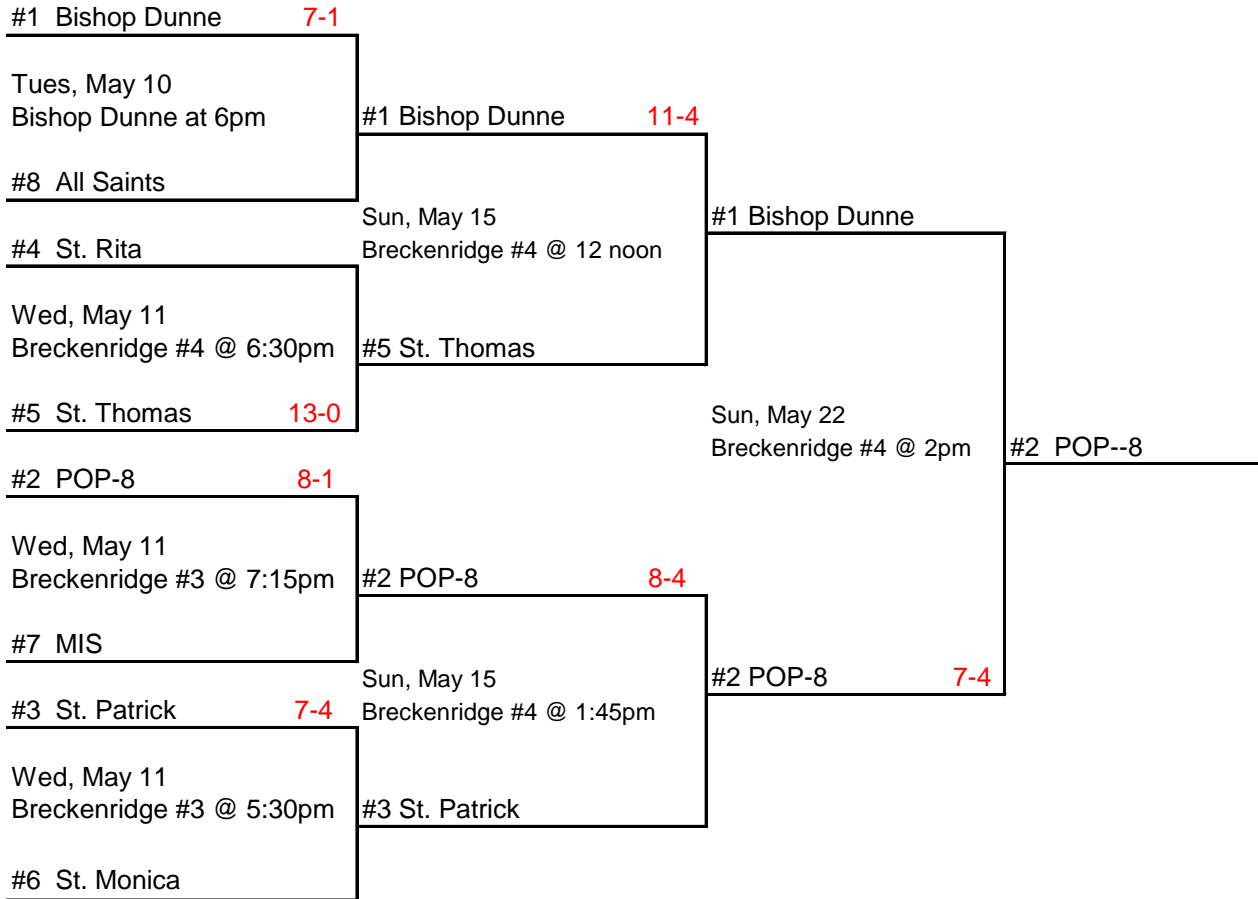 #1 Bishop Dunne 7-1
Tues, May 10
Bishop Dunne at 6pm
#8 All Saints
#4 St. Rita
Wed, May 11
Breckenridge #4 @ 6:30pm
#5 St. Thomas 13-0
#2 POP-8 8-1
Wed, May 11
Breckenridge #3 @ 7:15pm
#7 MIS
#3 St. Patrick 7-4
Wed, May 11
Breckenridge #3 @ 5:30pm
#6 St. Monica
#1 Bishop Dunne 11-4
Sun, May 15
Breckenridge #4 @ 12 noon
#5 St. Thomas
#2 POP-8 8-4
Sun, May 15
Breckenridge #4 @ 1:45pm
#3 St. Patrick
#1 Bishop Dunne
Sun, May 22
Breckenridge #4 @ 2pm
#2 POP-8 7-4
#2 POP--8